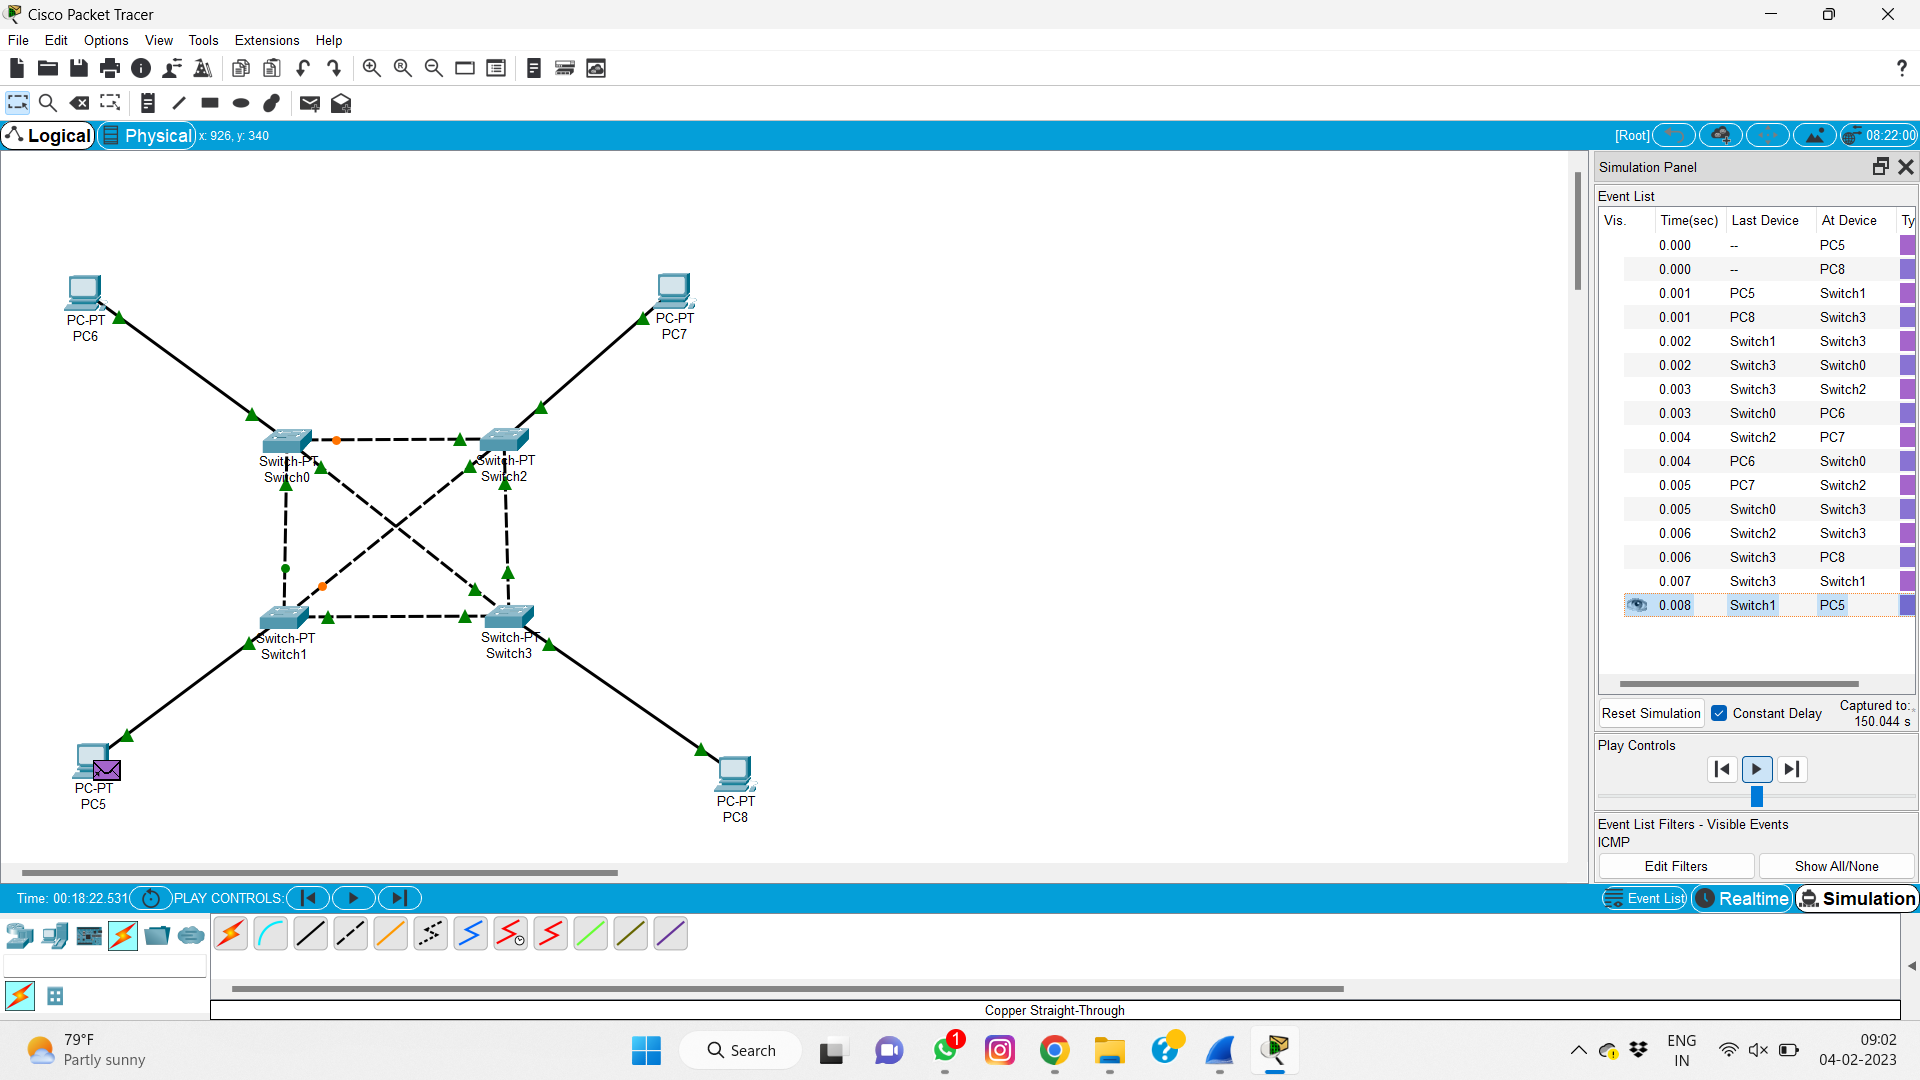 Cisco Packet Tracer
File Edit Options View Tools Extensions Help
?
Logical Physical x: 926, y: 340 [Root] 08:22:00
Simulation Panel
Event List
Vis. Time(sec) Last Device At Device Ty
0.000 -- PC5
0.000 -- PC8
0.001 PC5 Switch1
0.001 PC8 Switch3
0.002 Switch1 Switch3
0.002 Switch3 Switch0
0.003 Switch3 Switch2
0.003 Switch0 PC6
0.004 Switch2 PC7
0.004 PC6 Switch0
0.005 PC7 Switch2
0.005 Switch0 Switch3
0.006 Switch2 Switch3
0.006 Switch3 PC8
0.007 Switch3 Switch1
0.008 Switch1 PC5
Reset Simulation Constant Delay Captured to:
150.044 s
Play Controls
Event List Filters - Visible Events
ICMP
Edit Filters Show All/None
PC-PT
PC6
PC-PT
PC7
Switch-PT
Switch0
Switch-PT
Switch2
Switch-PT
Switch1
Switch-PT
Switch3
PC-PT
PC5
PC-PT
PC8
Time: 00:18:22.531 PLAY CONTROLS: Event List Realtime Simulation
Copper Straight-Through
79°F
Partly sunny
Search
1
ENG
IN
09:02
04-02-2023